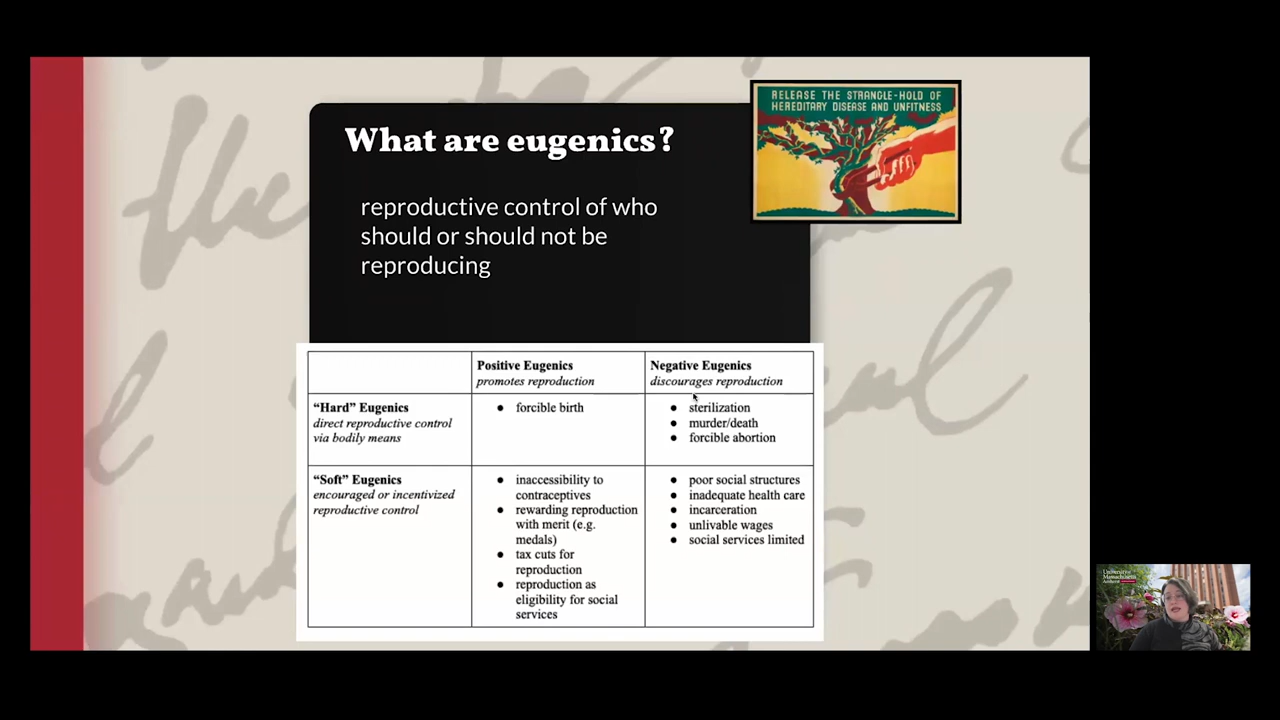 What are eugenics?
RELEASE THE STRANGLE-HOLD OF
HEREDITARY DISEASE AND UNFITNESS
reproductive control of who
should or should not be
reproducing
Positive Eugenics
promotes reproduction
Negative Eugenics
discourages reproduction
“Hard” Eugenics
direct reproductive control
via bodily means
● forcible birth
● sterilization
● murder/death
● forcible abortion
“Soft” Eugenics
encouraged or incentivized
reproductive control
● inaccessibility to
contraceptives
● rewarding reproduction
with merit (e.g.
medals)
● tax cuts for
reproduction
● reproduction as
eligibility for social
services
● poor social structures
● inadequate health care
● incarceration
● unlivable wages
● social services limited
University of
Massachusetts
Amherst